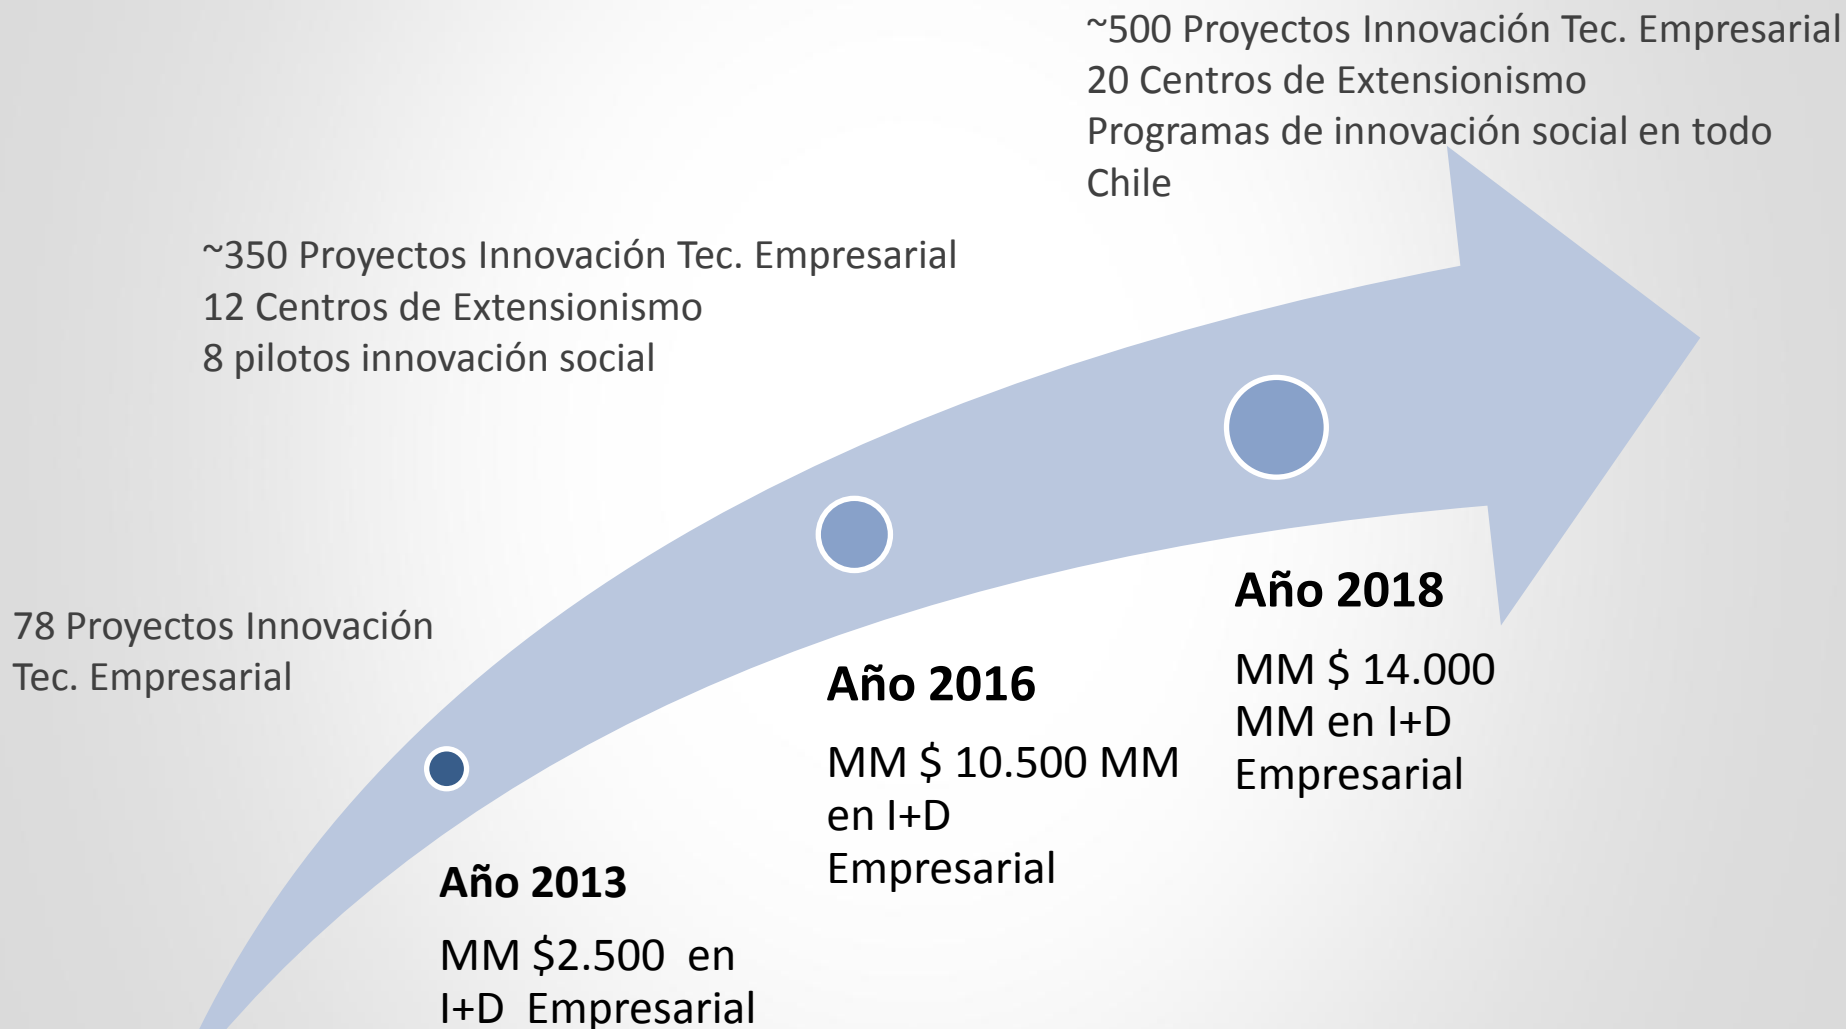 ~500 Proyectos Innovación Tec. Empresarial
20 Centros de Extensionismo
Programas de innovación social en todo
Chile
~350 Proyectos Innovación Tec. Empresarial
12 Centros de Extensionismo
8 pilotos innovación social
78 Proyectos Innovación
Tec. Empresarial
Año 2013
MM $2.500 en
I+D Empresarial
Año 2016
MM $ 10.500 MM
en I+D
Empresarial
Año 2018
MM $ 14.000
MM en I+D
Empresarial